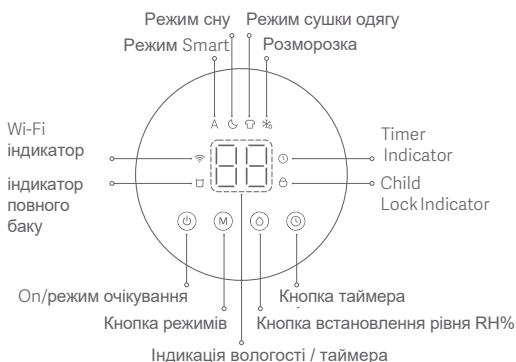 Режим сну Режим сушки одягу
Режим Smart Розморозка
A
Wi-Fi
індикатор
Timer
Indicator
88
індикатор
повного
баку
Child
Lock Indicator
M
On/режим очікування Кнопка таймера
Кнопка режимів Кнопка встановлення рівня RH%
Індикація вологості / таймера